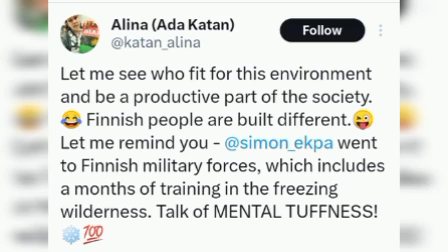 Alina (Ada Katan)
@katan_alina
Follow
Let me see who fit for this environment
and be a productive part of the society.
😂 Finnish people are built different.😜
Let me remind you - @simon_ekpa went
to Finnish military forces, which includes
a months of training in the freezing
wilderness. Talk of MENTAL TUFFNESS!
❄️💯